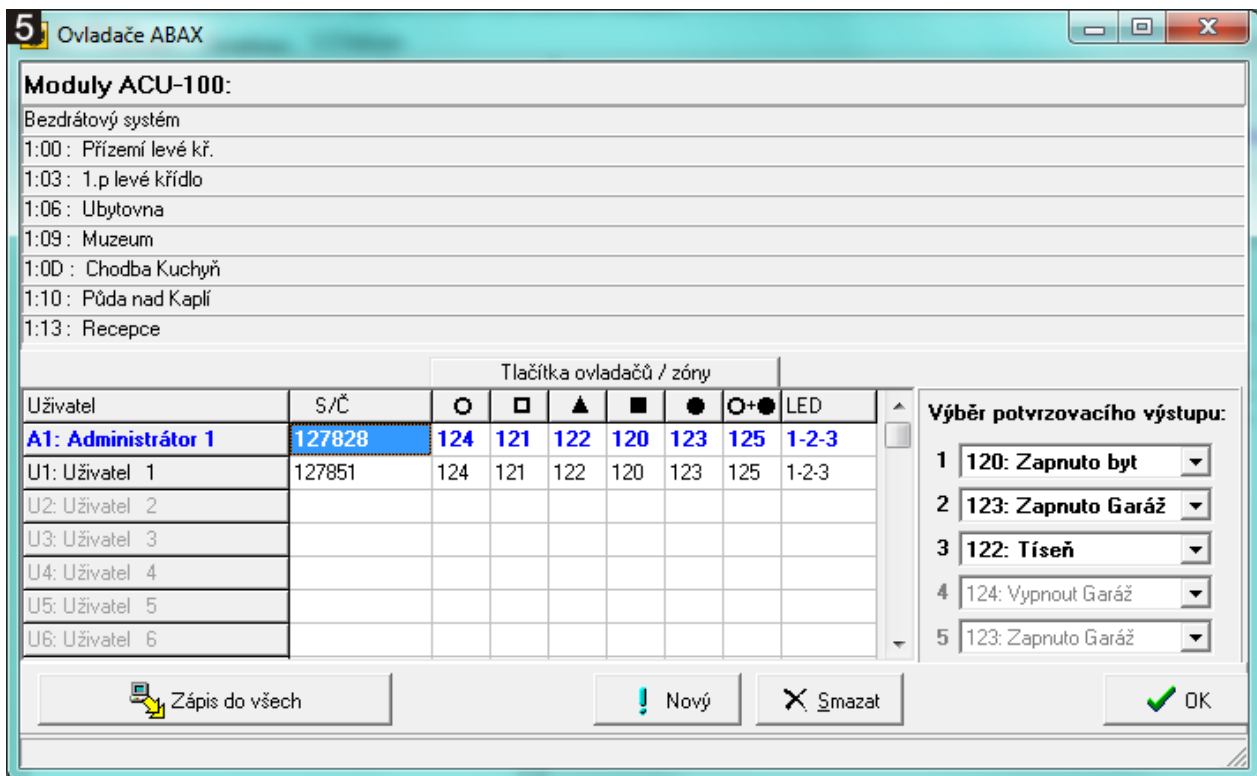 5
Ovladače ABAX
Moduly ACU-100:
Bezdrátový systém
1:00 : Přízemí levé kř.
1:03 : 1.p levé křídlo
1:06 : Ubytovna
1:09 : Muzeum
1:0D : Chodba Kuchyň
1:10 : Půda nad Kaplí
1:13 : Recepce
Tlačítka ovladačů / zóny
Uživatel S/Č ○ □ ▲ ■ ● ○+● LED
A1: Administrátor 1 127828 124 121 122 120 123 125 1-2-3
U1: Uživatel 1 127851 124 121 122 120 123 125 1-2-3
U2: Uživatel 2
U3: Uživatel 3
U4: Uživatel 4
U5: Uživatel 5
U6: Uživatel 6
Výběr potvrzovacího výstupu:
1 120: Zapnuto byt
2 123: Zapnuto Garáž
3 122: Tíseň
4 124: Vypnout Garáž
5 123: Zapnuto Garáž
Zápis do všech
Nový
Smazat
OK